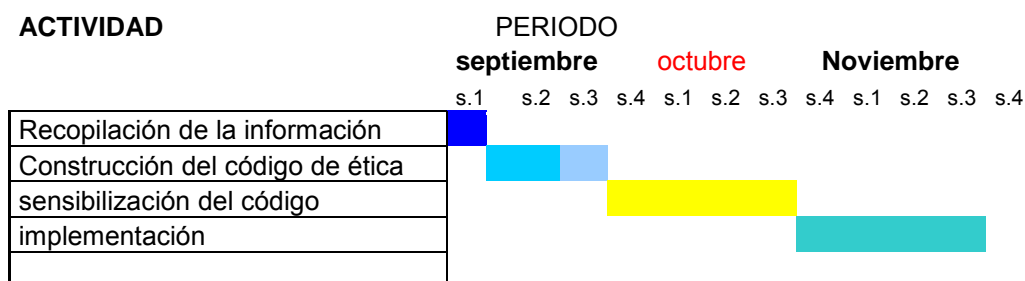 ACTIVIDAD PERIODO
septiembre octubre Noviembre
s.1 s.2 s.3 s.4 s.1 s.2 s.3 s.4 s.1 s.2 s.3 s.4
Recopilación de la información
Construcción del código de ética
sensibilización del código
implementación